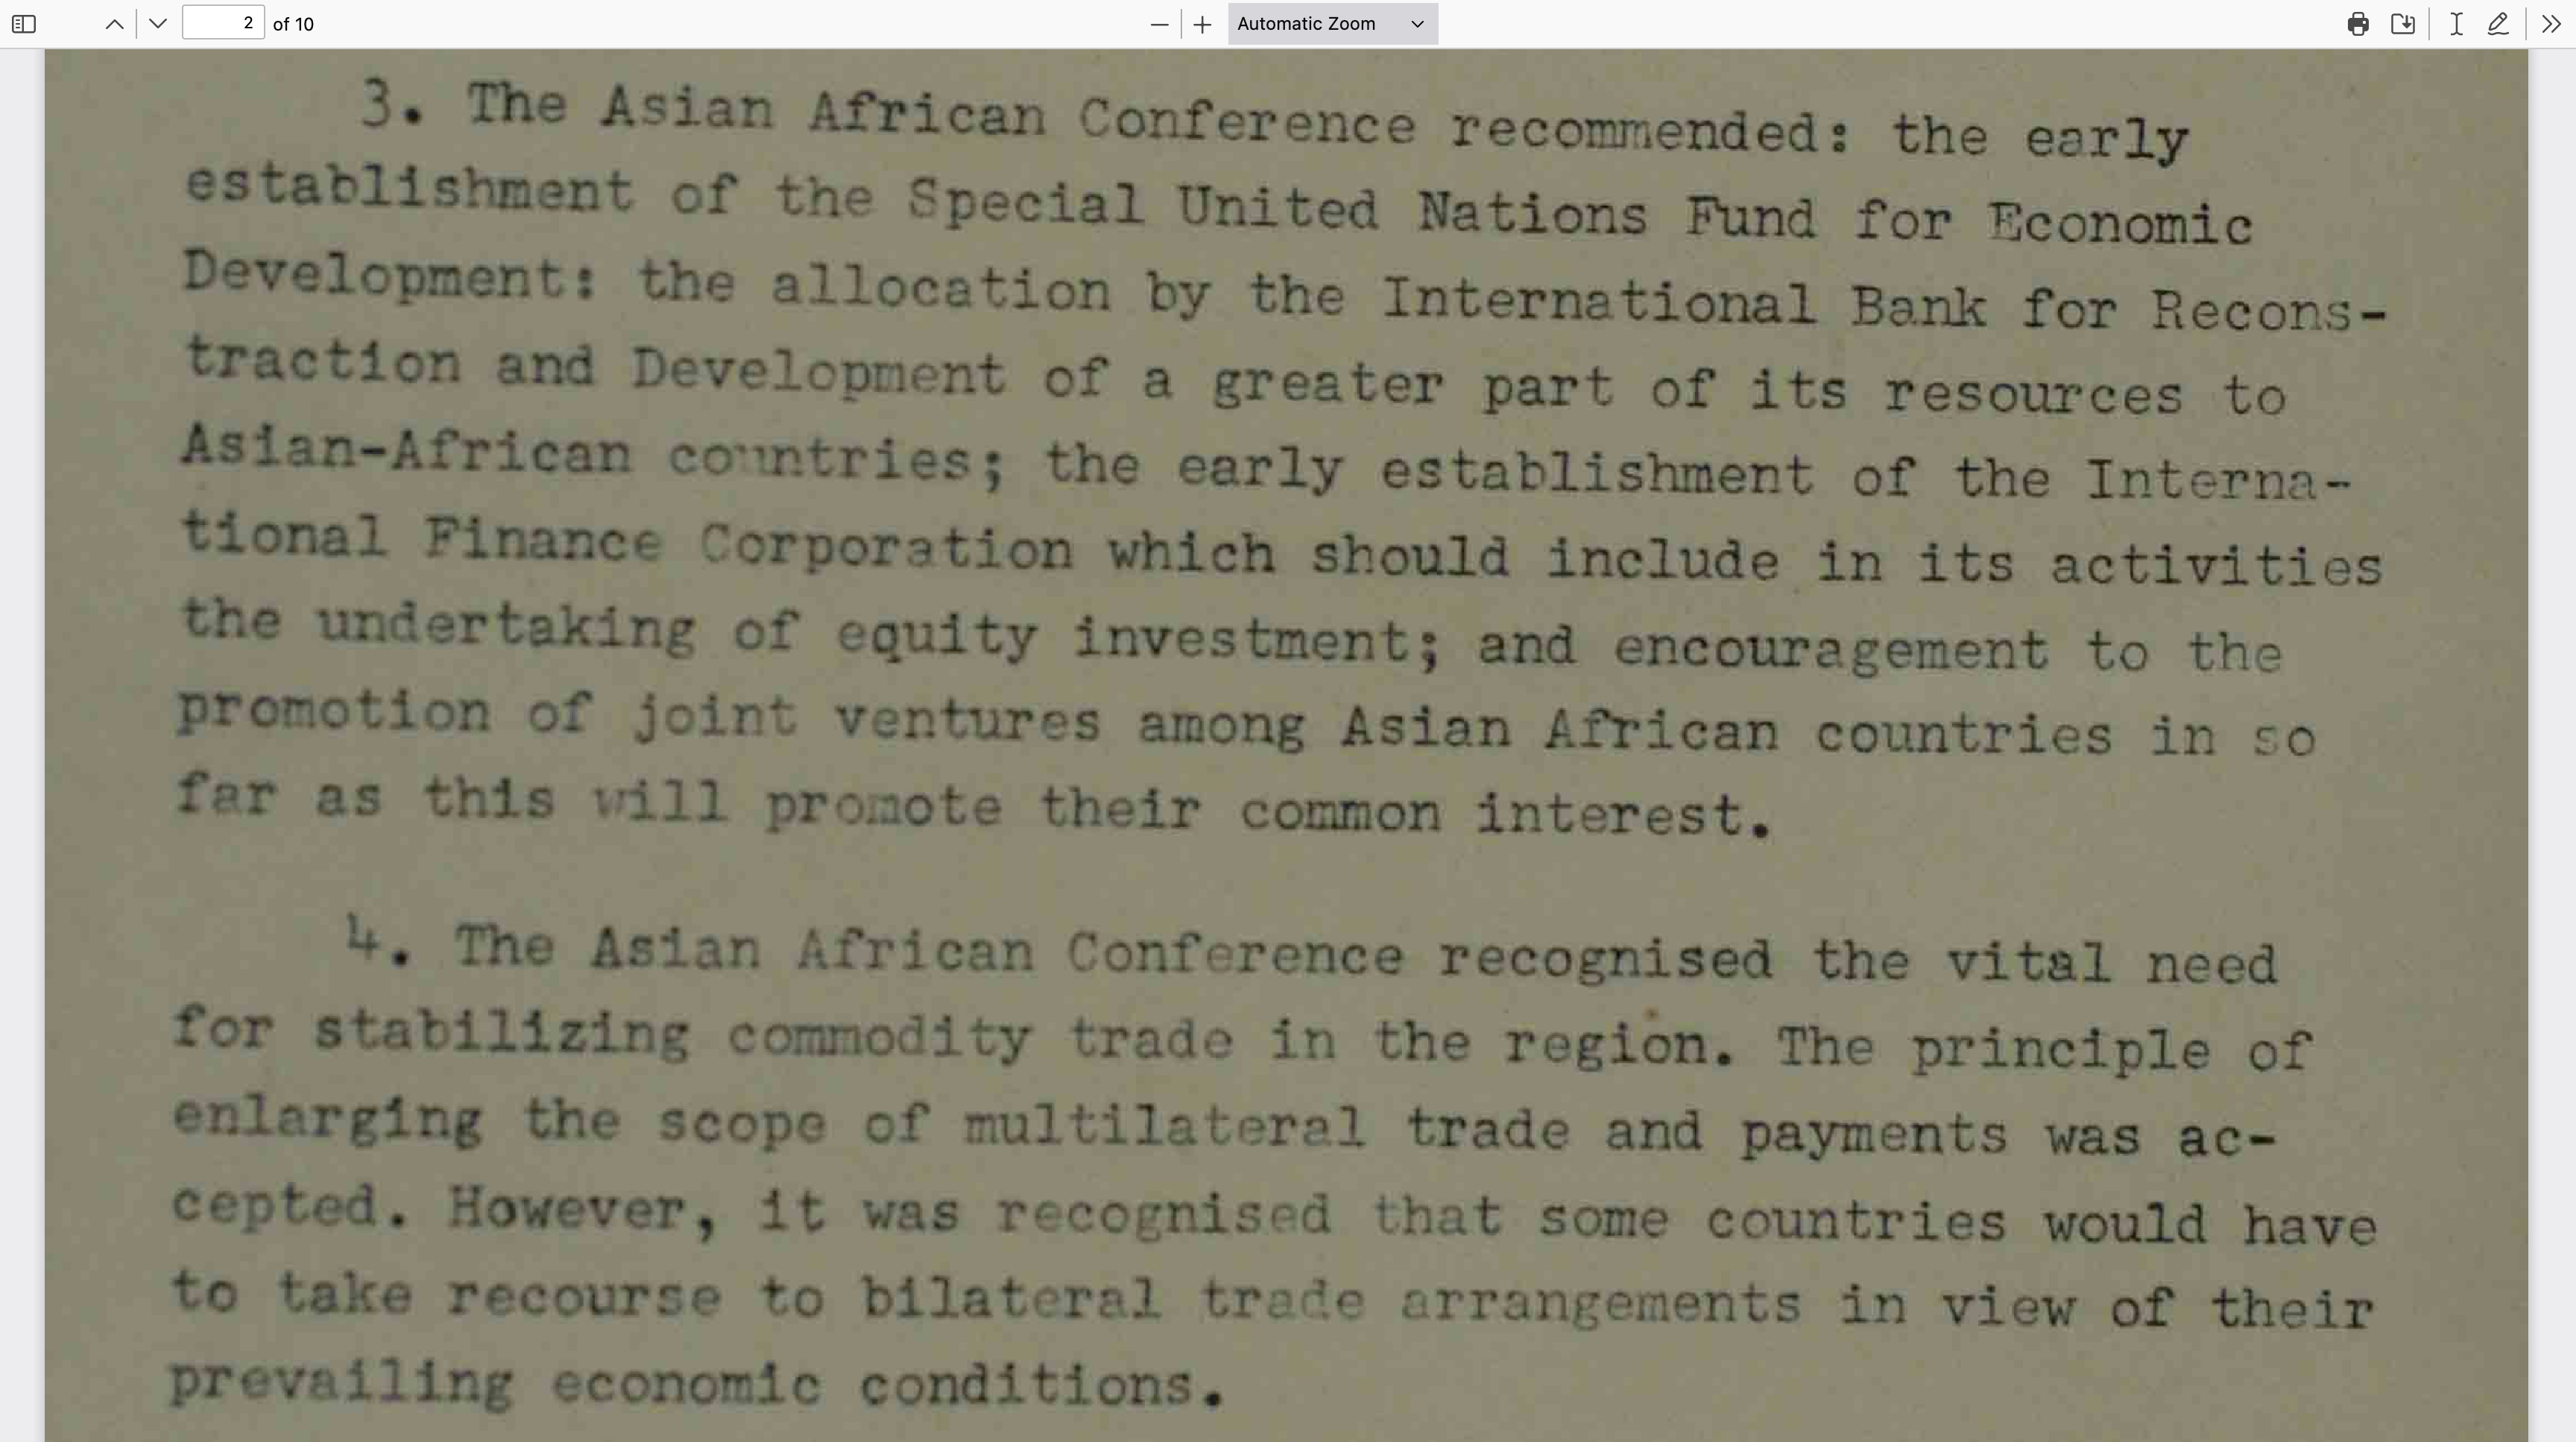 2 of 10 Automatic Zoom
3. The Asian African Conference recommended: the early
establishment of the Special United Nations Fund for Economic
Development: the allocation by the International Bank for Recons-
traction and Development of a greater part of its resources to
Asian-African countries; the early establishment of the Interna-
tional Finance Corporation which should include in its activities
the undertaking of equity investment; and encouragement to the
promotion of joint ventures among Asian African countries in so
far as this will promote their common interest.
4. The Asian African Conference recognised the vital need
for stabilizing commodity trade in the region. The principle of
enlarging the scope of multilateral trade and payments was ac-
cepted. However, it was recognised that some countries would have
to take recourse to bilateral trade arrangements in view of their
prevailing economic conditions.